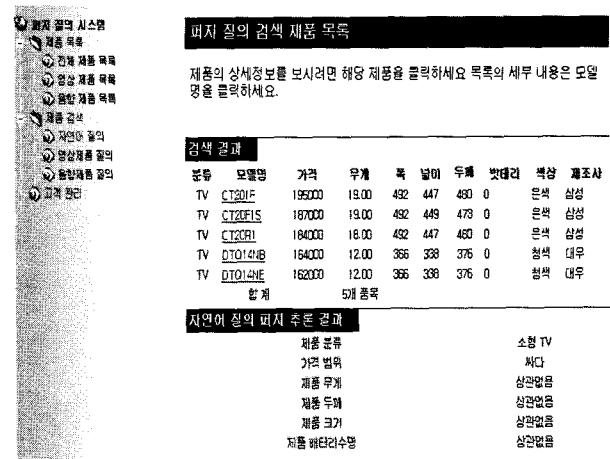 퍼지 질의 시스템
제품 목록
전체 제품 목록
영상 제품 목록
음향 제품 목록
제품 검색
자연어 질의
영상제품 질의
음향제품 질의
고객 관리
퍼지 질의 검색 제품 목록
제품의 상세정보를 보시려면 해당 제품을 클릭하세요 목록의 세부 내용은 모델
명을 클릭하세요.
검색 결과
분류 모델명 가격 무게 폭 넓이 두께 밧테리 색상 제조사
TV 195000 19.00 492 447 480 0 은색 삼성
TV 187000 19.00 492 449 479 0 은색 삼성
TV 184000 18.00 492 447 480 0 은색 삼성
TV DTQ14NB 164000 12.00 366 338 376 0 청색 대우
TV DTQ14NE 162000 12.00 366 338 376 0 청색 대우
합 계 5개 품목
자연어 질의 퍼지 추론 결과
제품 분류 소형 TV
가격 범위 싸다
제품 무게 상관없음
제품 두께 상관없음
제품 크기 상관없음
제품 배터리수명 상관없음